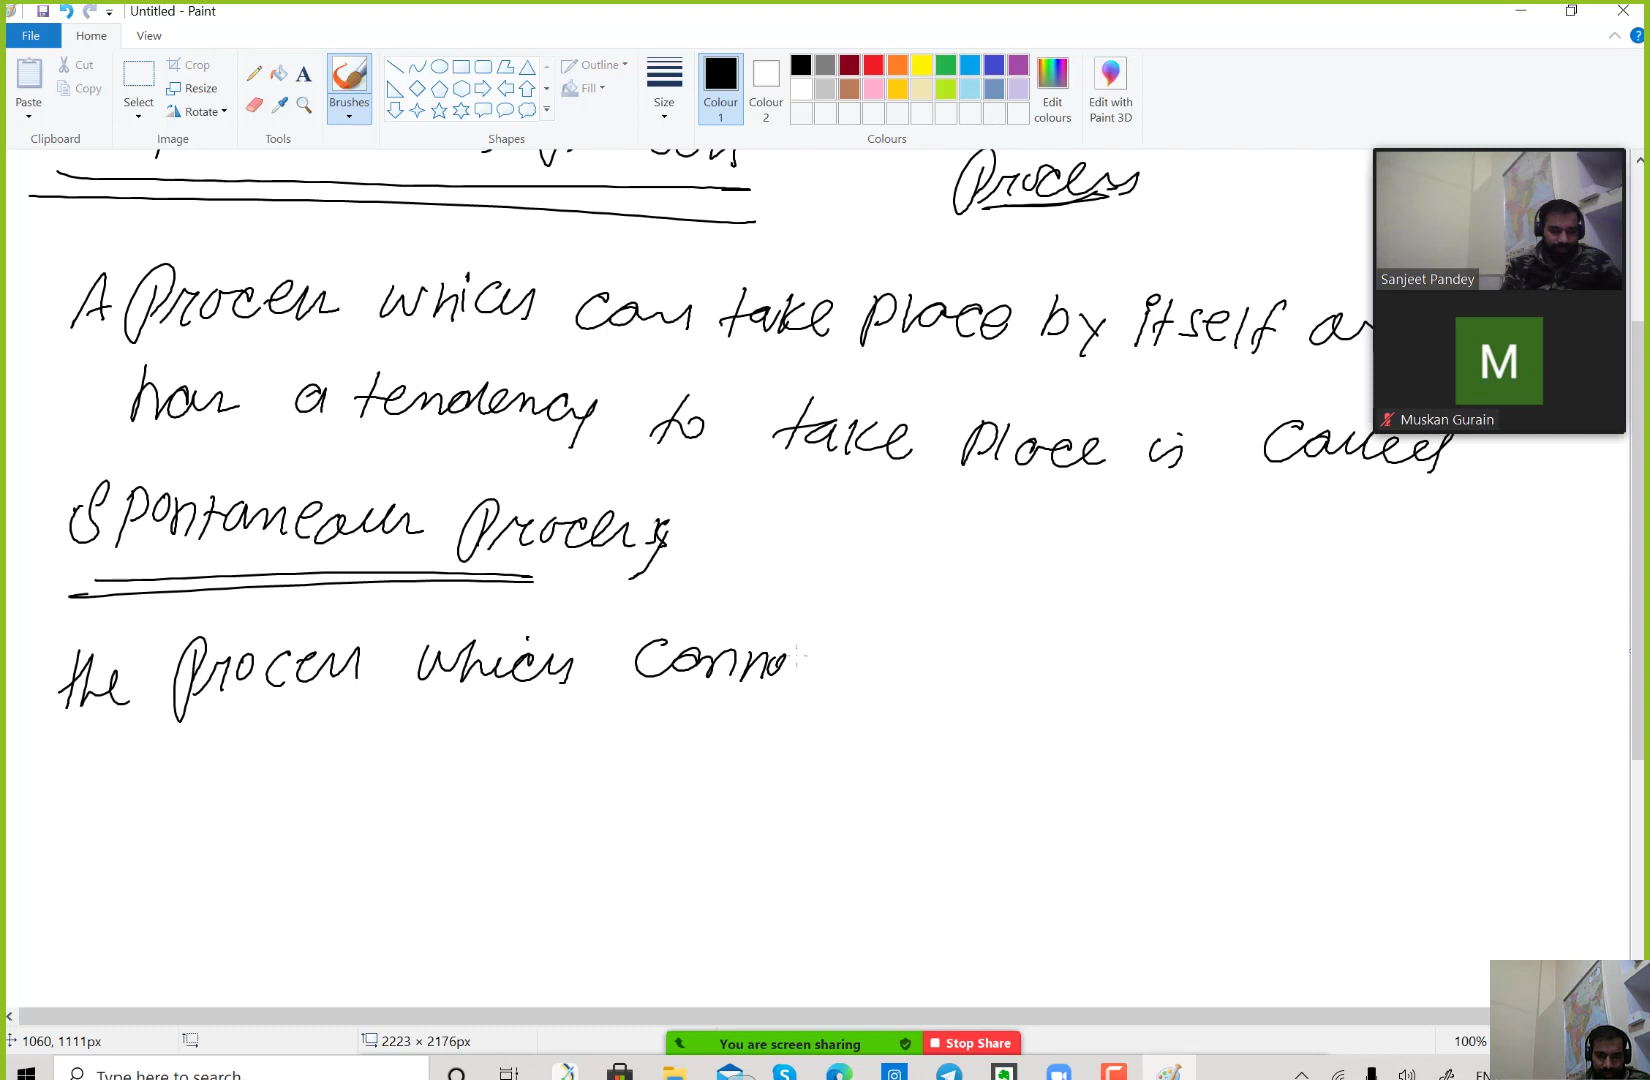 Untitled - Paint
File Home View
Cut
Copy
Paste
Clipboard
Select
Crop
Resize
Rotate
Image
Tools
Brushes
Shapes
Outline
Fill
Size
Colour 1
Colour 2
Edit colours
Edit with Paint 3D
Colours
Process
A Process which can take place by itself or
has a tendency to take place is called
Spontaneous Process
the Process which canno
Sanjeet Pandey
M
Muskan Gurain
1060, 1111px
2223 × 2176px
You are screen sharing
Stop Share
100%
Type here to search